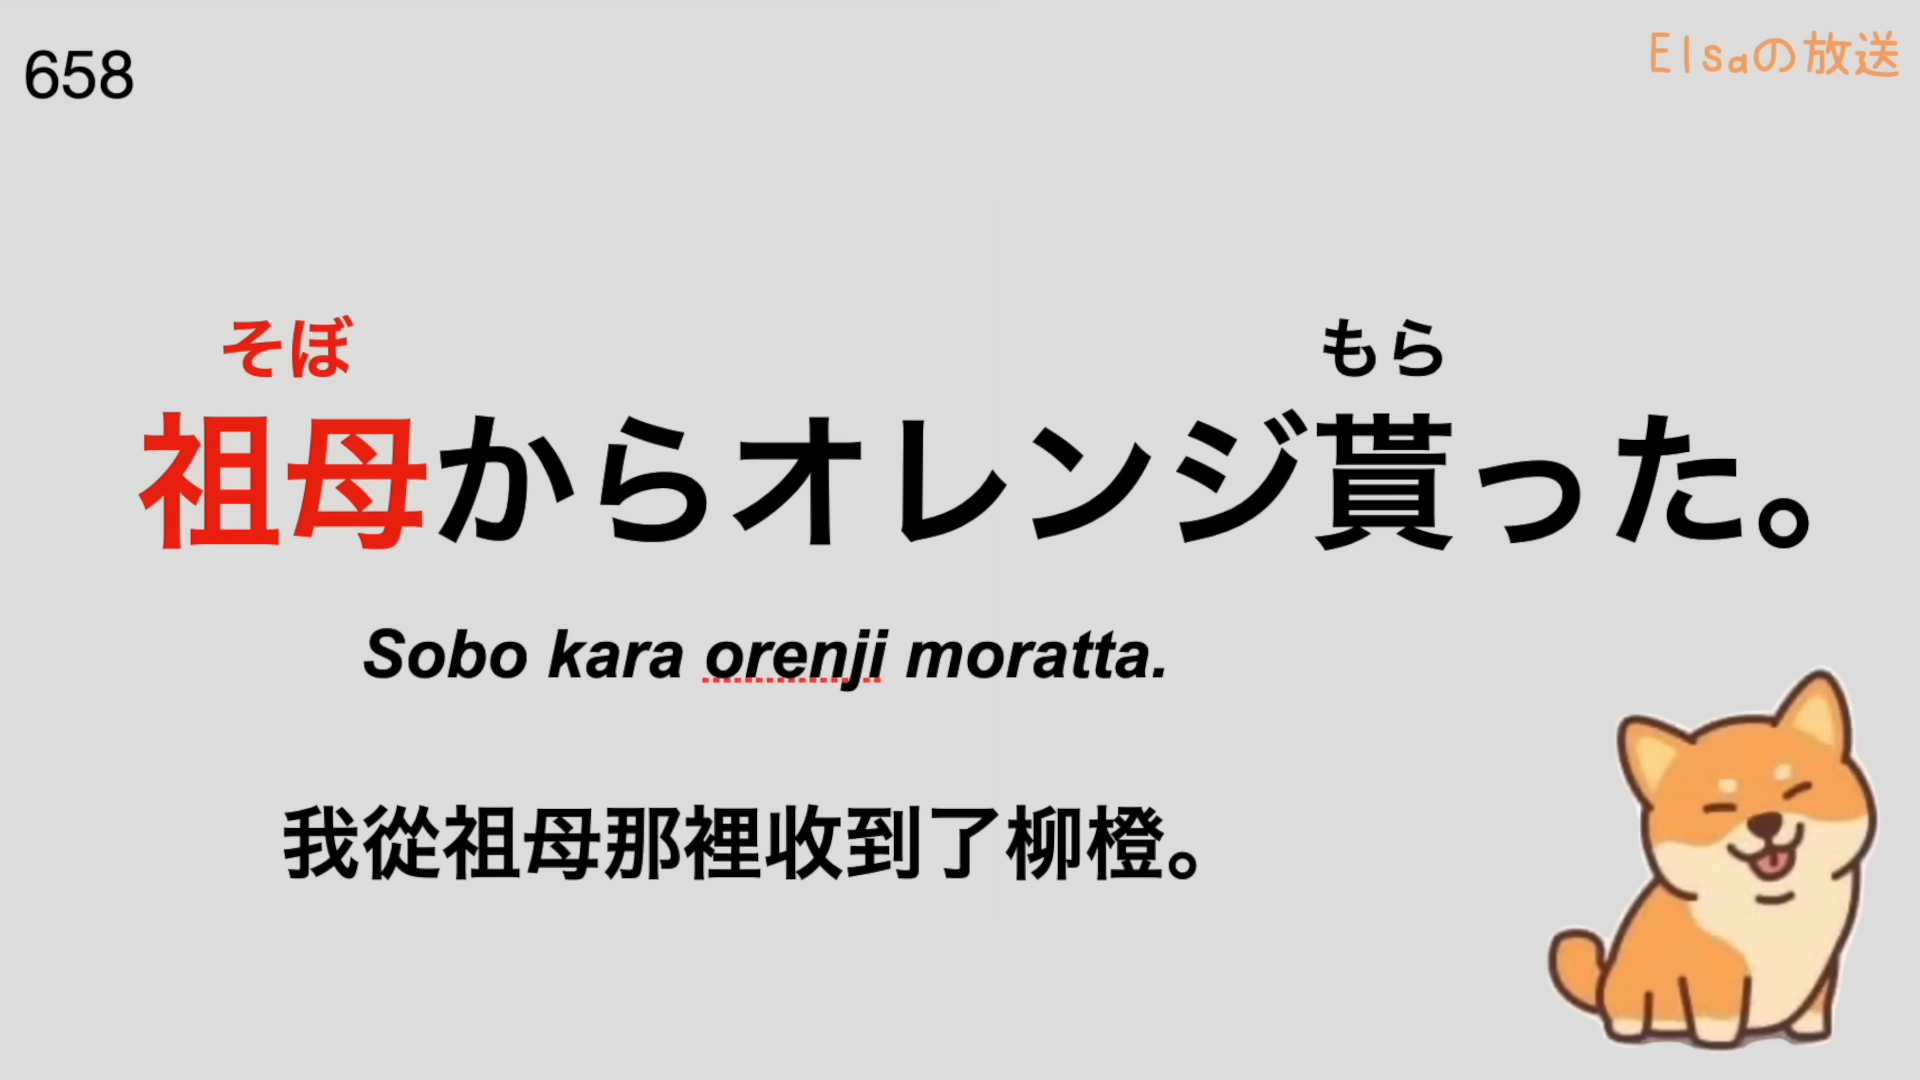 658
Elsaの放送
そぼ もら
祖母からオレンジ貰った。
Sobo kara orenji moratta.
我從祖母那裡收到了柳橙。